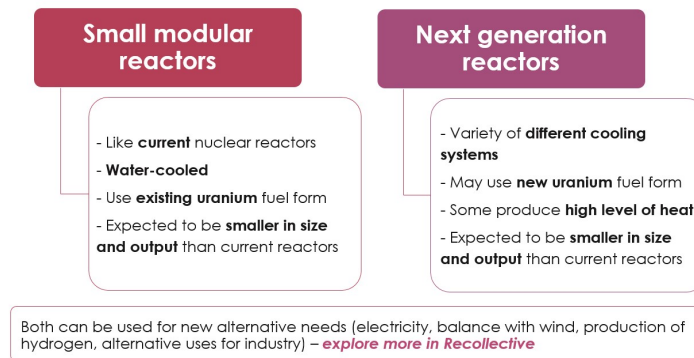 Small modular
reactors
- Like current nuclear reactors
- Water-cooled
- Use existing uranium fuel form
- Expected to be smaller in size
and output than current reactors
Next generation
reactors
- Variety of different cooling
systems
- May use new uranium fuel form
- Some produce high level of heat
- Expected to be smaller in size
and output than current reactors
Both can be used for new alternative needs (electricity, balance with wind, production of
hydrogen, alternative uses for industry) – explore more in Recollective